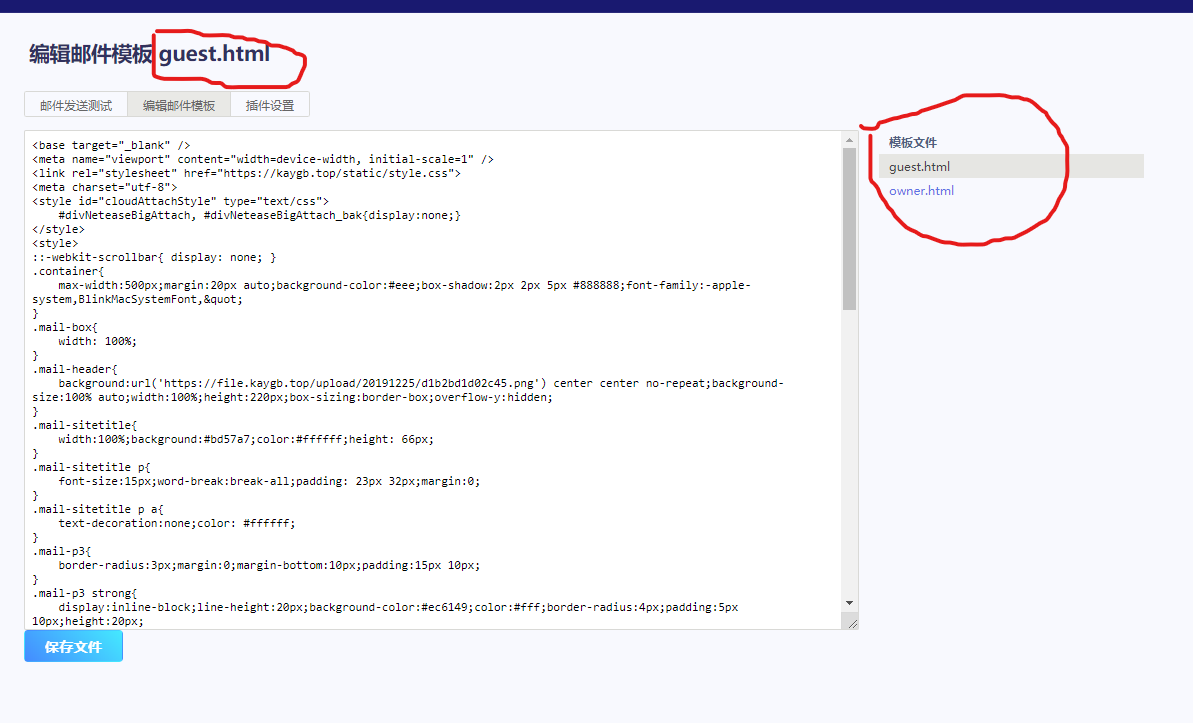 编辑邮件模板 guest.html
邮件发送测试 编辑邮件模板 插件设置
<base target="_blank" />
<meta name="viewport" content="width=device-width, initial-scale=1" />
<link rel="stylesheet" href="https://kaygb.top/static/style.css">
<meta charset="utf-8">
<style id="cloudAttachStyle" type="text/css">
    #divNeteaseBigAttach, #divNeteaseBigAttach_bak{display:none;}
</style>
<style>
::-webkit-scrollbar{ display: none; }
.container{
    max-width:500px;margin:20px auto;background-color:#eee;box-shadow:2px 2px 5px #888888;font-family:-apple-
system,BlinkMacSystemFont,&quot;
}
.mail-box{
    width: 100%;
}
.mail-header{
    background:url('https://file.kaygb.top/upload/20191225/d1b2bd1d02c45.png') center center no-repeat;background-
size:100% auto;width:100%;height:220px;box-sizing:border-box;overflow-y:hidden;
}
.mail-sitetitle{
    width:100%;background:#bd57a7;color:#ffffff;height: 66px;
}
.mail-sitetitle p{
    font-size:15px;word-break:break-all;padding: 23px 32px;margin:0;
}
.mail-sitetitle p a{
    text-decoration:none;color: #ffffff;
}
.mail-p3{
    border-radius:3px;margin:0;margin-bottom:10px;padding:15px 10px;
}
.mail-p3 strong{
    display:inline-block;line-height:20px;background-color:#ec6149;color:#fff;border-radius:4px;padding:5px
10px;height:20px;
保存文件
模板文件
guest.html
owner.html